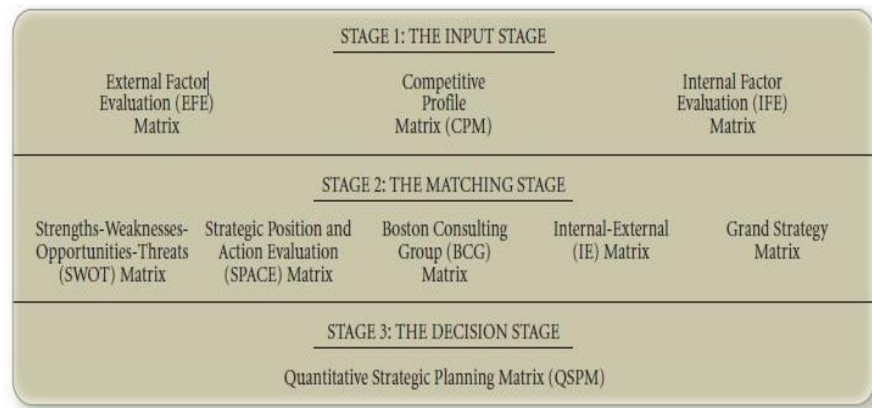 STAGE 1: THE INPUT STAGE
External Factor
Evaluation (EFE)
Matrix
Competitive
Profile
Matrix (CPM)
Internal Factor
Evaluation (IFE)
Matrix
STAGE 2: THE MATCHING STAGE
Strengths-Weaknesses-
Opportunities-Threats
(SWOT) Matrix
Strategic Position and
Action Evaluation
(SPACE) Matrix
Boston Consulting
Group (BCG)
Matrix
Internal-External
(IE) Matrix
Grand Strategy
Matrix
STAGE 3: THE DECISION STAGE
Quantitative Strategic Planning Matrix (QSPM)